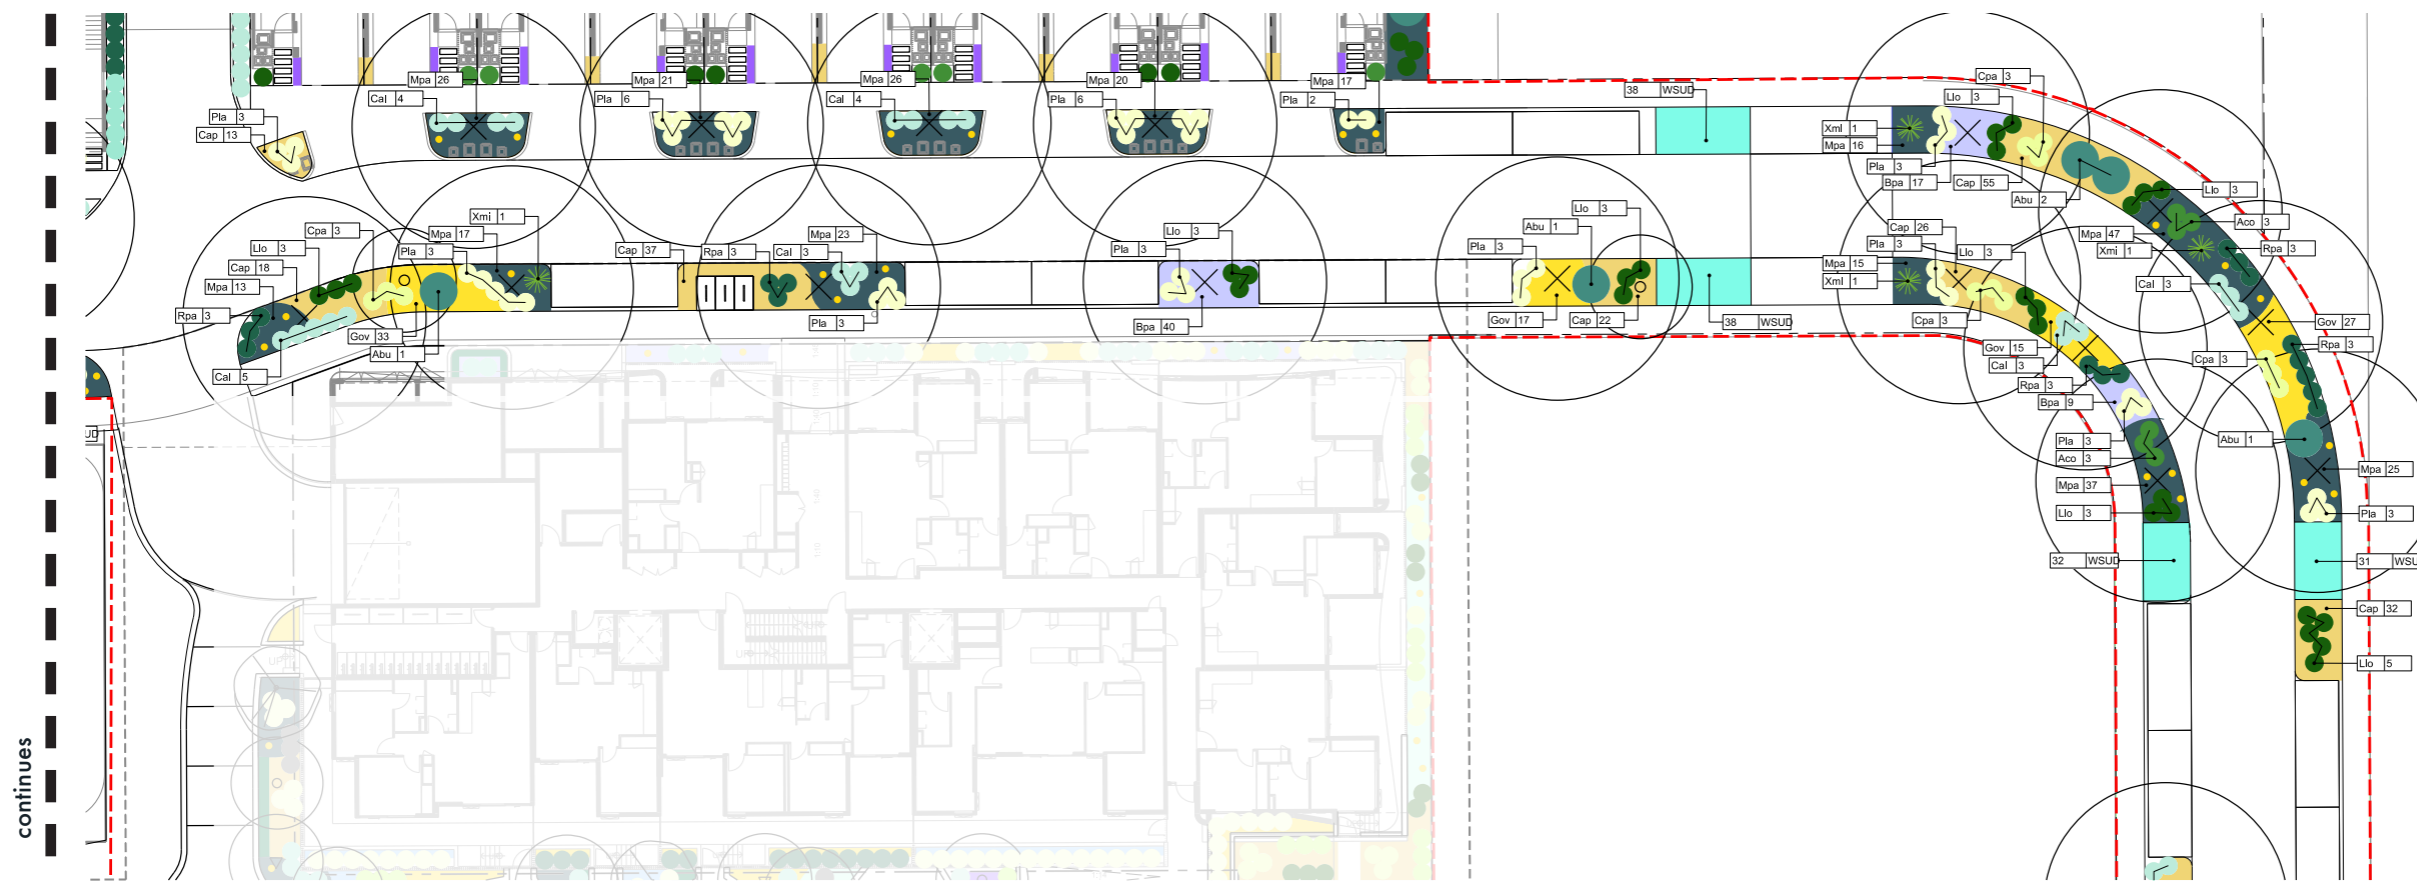 Mpa 26
Mpa 21
Mpa 26
Mpa 20
Mpa 17
Cpa 3
Cal 4
Pla 6
Cal 4
Pla 6
Pla 2
38 WSUD
Llo 3
Pla 3
Cap 13
Xml 1
Mpa 16
Pla 3
Bpa 17
Cap 55
Abu 2
Llo 3
Aco 3
Rpa 3
Mpa 47
Xmi 1
Cal 3
Xmi 1
Cpa 3
Mpa 17
Llo 3
Pla 3
Cap 18
Mpa 13
Rpa 3
Gov 33
Abu 1
Cal 5
Cap 37
Rpa 3
Mpa 23
Cal 3
Pla 3
Llo 3
Pla 3
Bpa 40
Llo 3
Abu 1
Pla 3
Gov 17
Cap 22
38 WSUD
Cap 26
Pla 3
Llo 3
Mpa 15
Xml 1
Cpa 3
Gov 15
Cal 3
Rpa 3
Bpa 9
Gov 27
Rpa 3
Cpa 3
Pla 3
Aco 3
Abu 1
Mpa 25
Mpa 37
Llo 3
Pla 3
32 WSUD
31 WSU
Cap 32
Llo 5
UD
continues